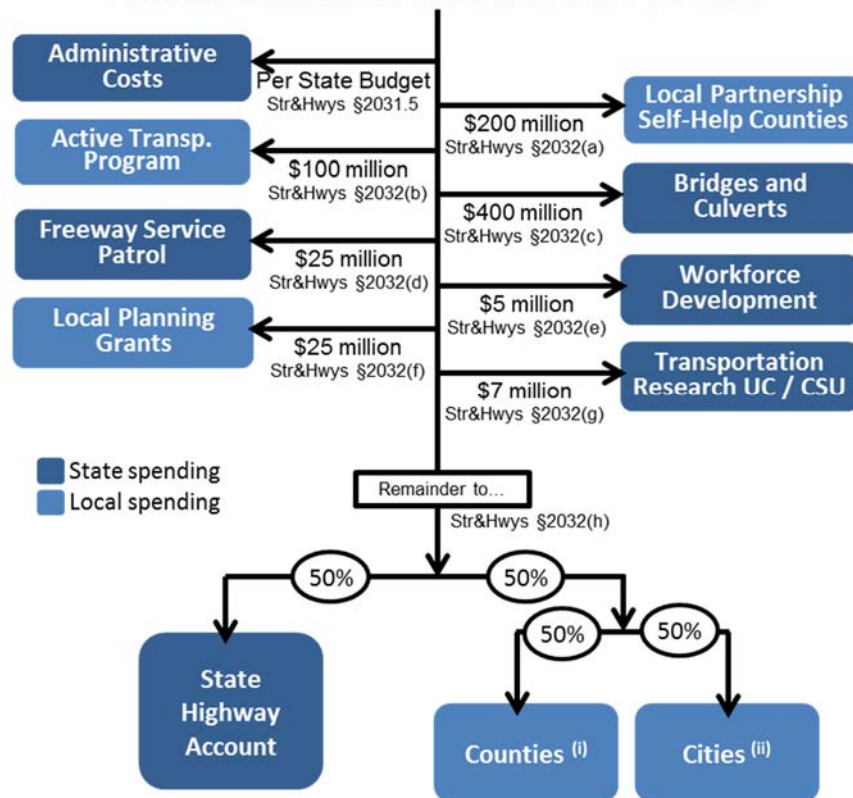 Administrative
Costs
Per State Budget
Str&Hwys §2031.5
Local Partnership
Self-Help Counties
$200 million
Str&Hwys §2032(a)
Active Transp.
Program
$100 million
Str&Hwys §2032(b)
Bridges and
Culverts
$400 million
Str&Hwys §2032(c)
Freeway Service
Patrol
$25 million
Str&Hwys §2032(d)
Workforce
Development
$5 million
Str&Hwys §2032(e)
Local Planning
Grants
$25 million
Str&Hwys §2032(f)
Transportation
Research UC / CSU
$7 million
Str&Hwys §2032(g)
State spending
Local spending
Remainder to...
Str&Hwys §2032(h)
50%
50%
50%
50%
State
Highway
Account
Counties (i)
Cities (ii)